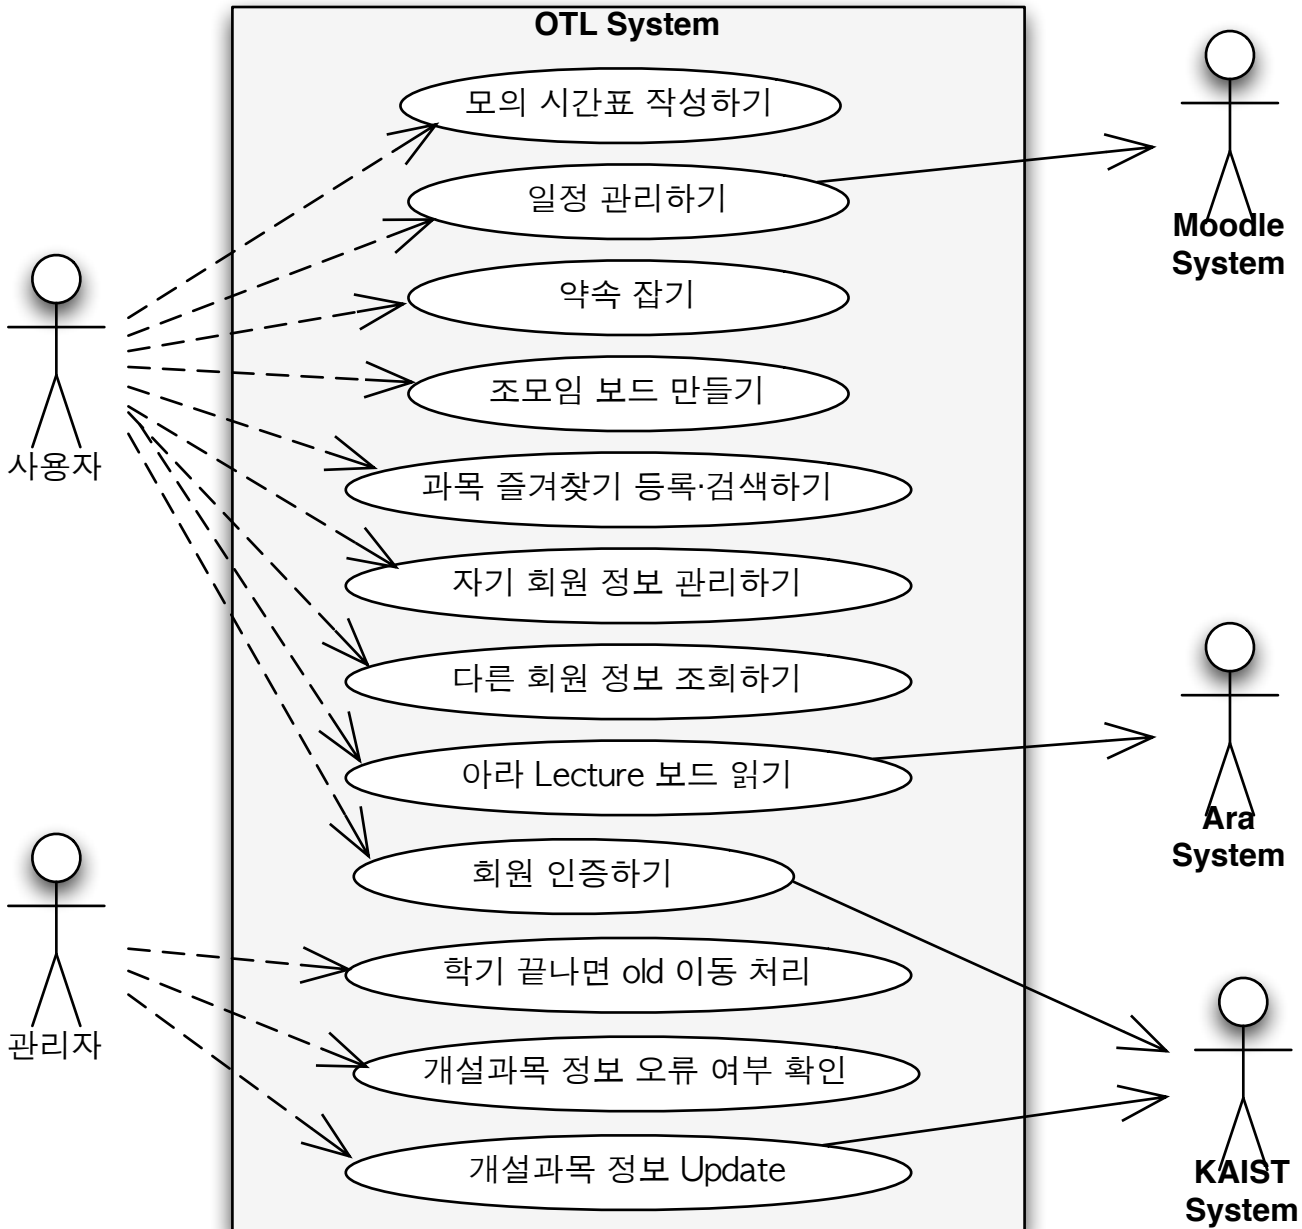 OTL System
모의 시간표 작성하기
일정 관리하기
약속 잡기
조모임 보드 만들기
과목 즐겨찾기 등록·검색하기
자기 회원 정보 관리하기
다른 회원 정보 조회하기
아라 Lecture 보드 읽기
회원 인증하기
학기 끝나면 old 이동 처리
개설과목 정보 오류 여부 확인
개설과목 정보 Update
사용자
관리자
Moodle
System
Ara
System
KAIST
System